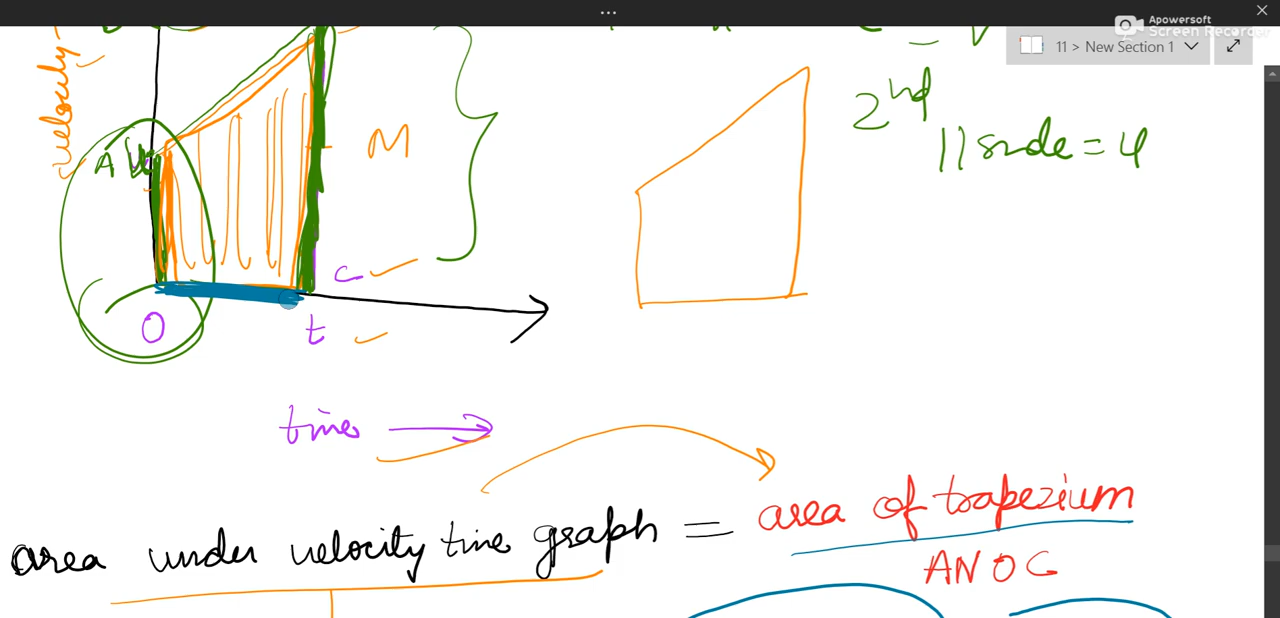 Apowersoft
Screen Recorder
11 > New Section 1
velocity
2nd
11 side = u
A
M
C
O
t
time
area under velocity time graph = area of trapezium
ANOC